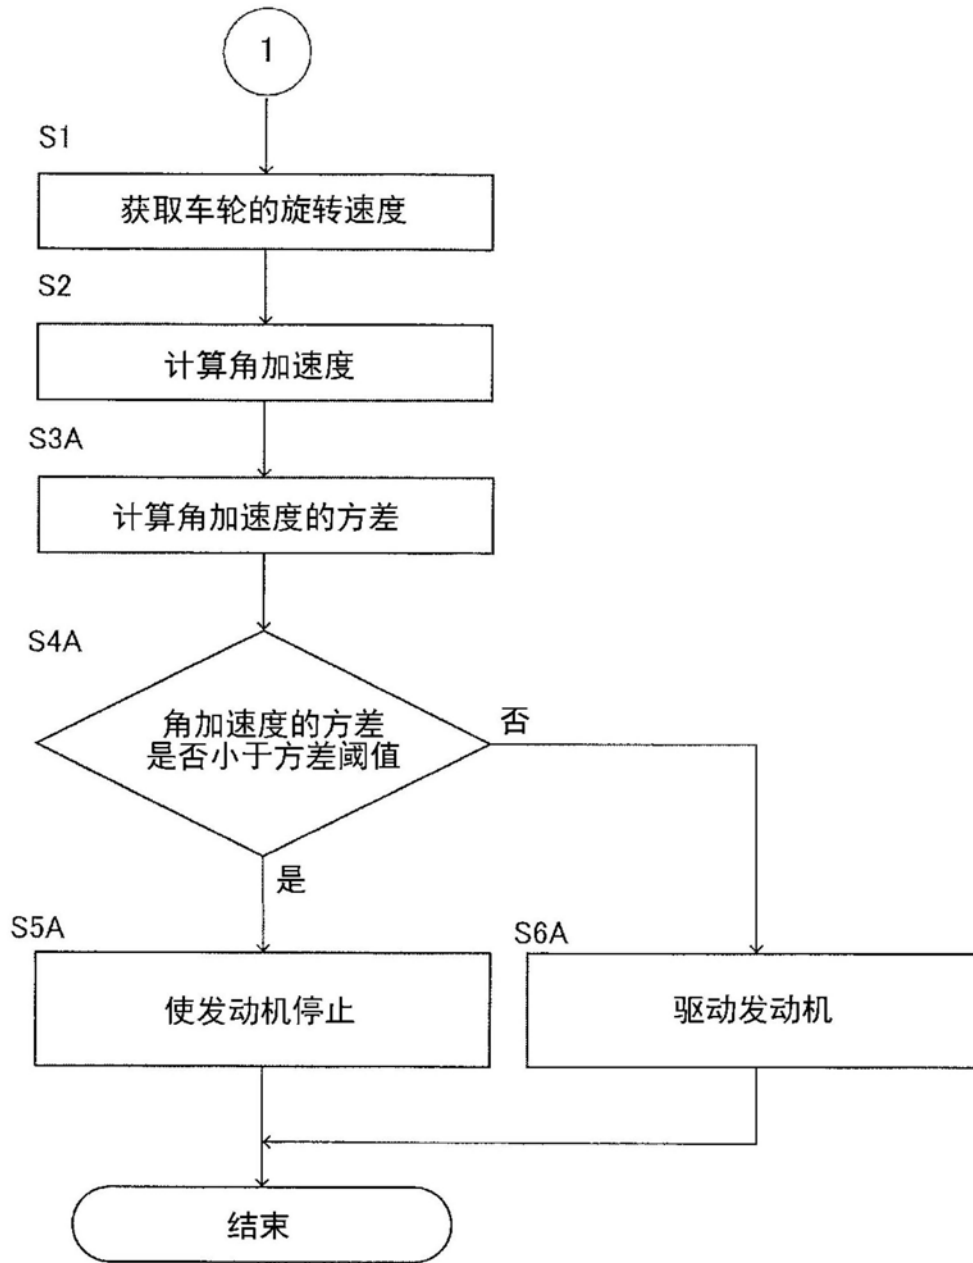 1
S1
获取车轮的旋转速度
S2
计算角加速度
S3A
计算角加速度的方差
S4A
角加速度的方差
是否小于方差阈值
否
是
S5A
使发动机停止
S6A
驱动发动机
结束